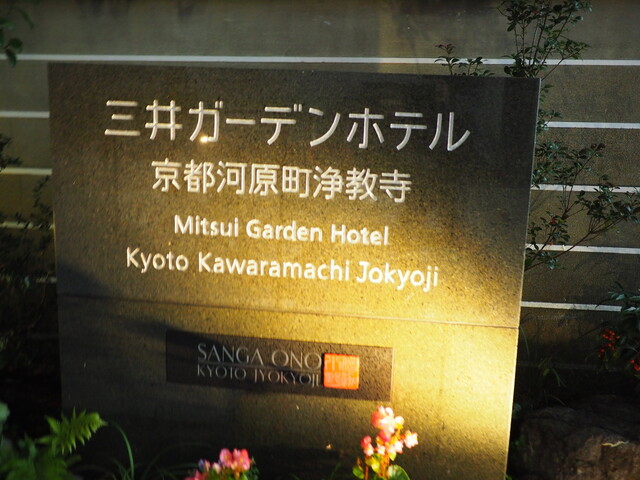 三井ガーデンホテル
京都河原町浄教寺
Mitsui Garden Hotel
Kyoto Kawaramachi Jokyoji
SANGA ONO
KYOTO JYOKYOJI